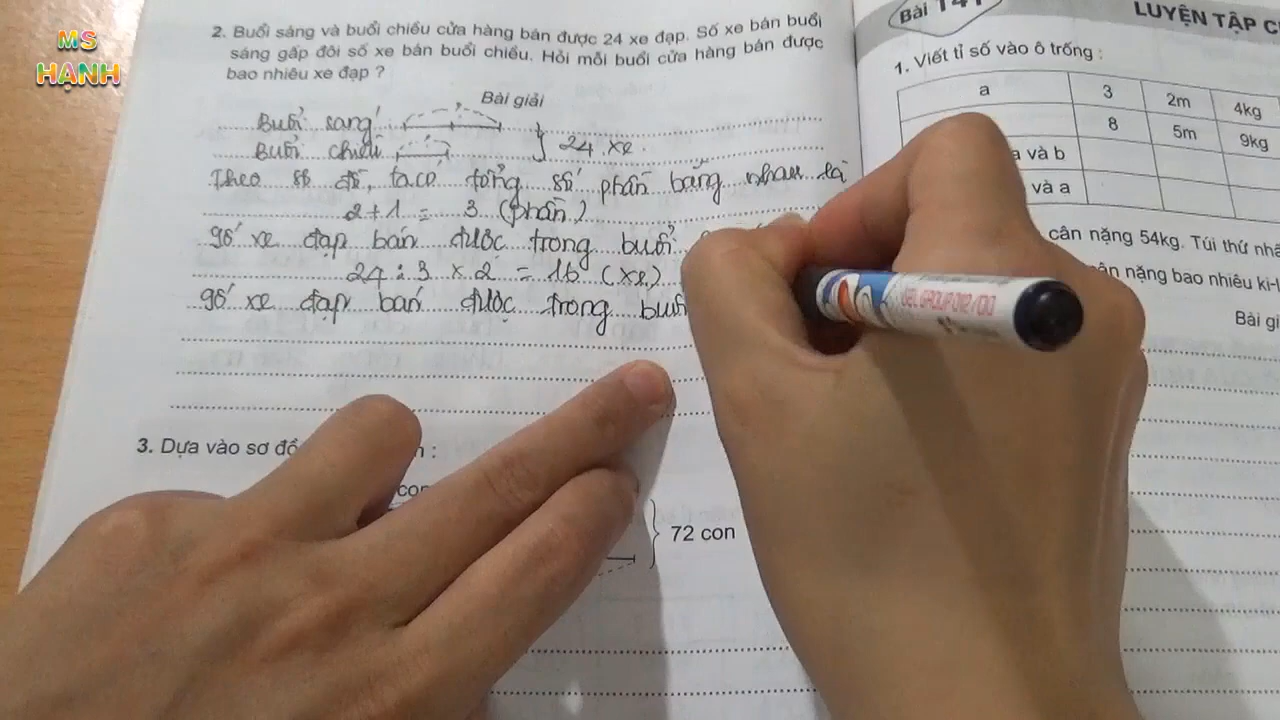 MS
HẠNH
2. Buổi sáng và buổi chiều cửa hàng bán được 24 xe đạp. Số xe bán buổi
sáng gấp đôi số xe bán buổi chiều. Hỏi mỗi buổi cửa hàng bán được
bao nhiêu xe đạp ?
Bài giải
Buổi sáng ?
Buổi chiều ? } 24 xe
Theo sơ đồ, ta có tổng số phần bằng nhau là
2 + 1 = 3 (phần)
Số xe đạp bán được trong buổi
24 : 3 x 2 = 16 (xe)
Số xe đạp bán được trong buổi
3. Dựa vào sơ đồ
72 con
Bài 141
LUYỆN TẬP C
1. Viết tỉ số vào ô trống :
a 3 2m 4kg
8 5m 9kg
a và b
và a
cân nặng 54kg. Túi thứ nhấ
nặng bao nhiêu ki-l
Bài gi